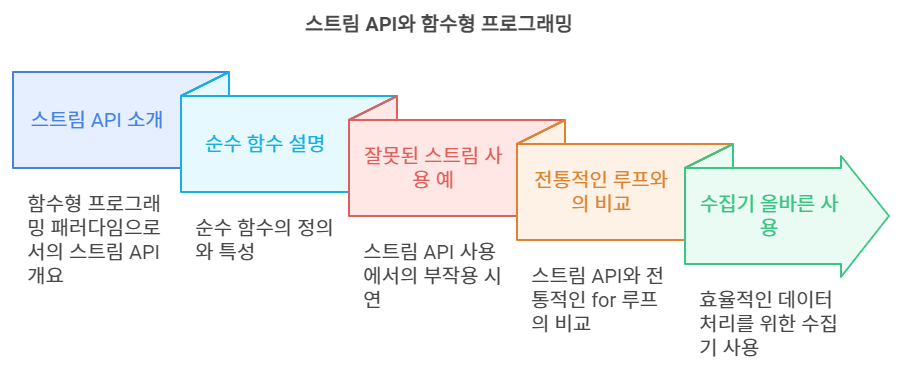 스트림 API와 함수형 프로그래밍
스트림 API 소개
함수형 프로그래
밍 패러다임으로
서의 스트림 API
개요
순수 함수 설명
순수 함수의 정의
와 특성
잘못된 스트림 사
용 예
스트림 API 사용
에서의 부작용 시
연
전통적인 루프와
의 비교
스트림 API와 전
통적인 for 루프
의 비교
수집기 올바른 사
용
효율적인 데이터
처리를 위한 수집
기 사용